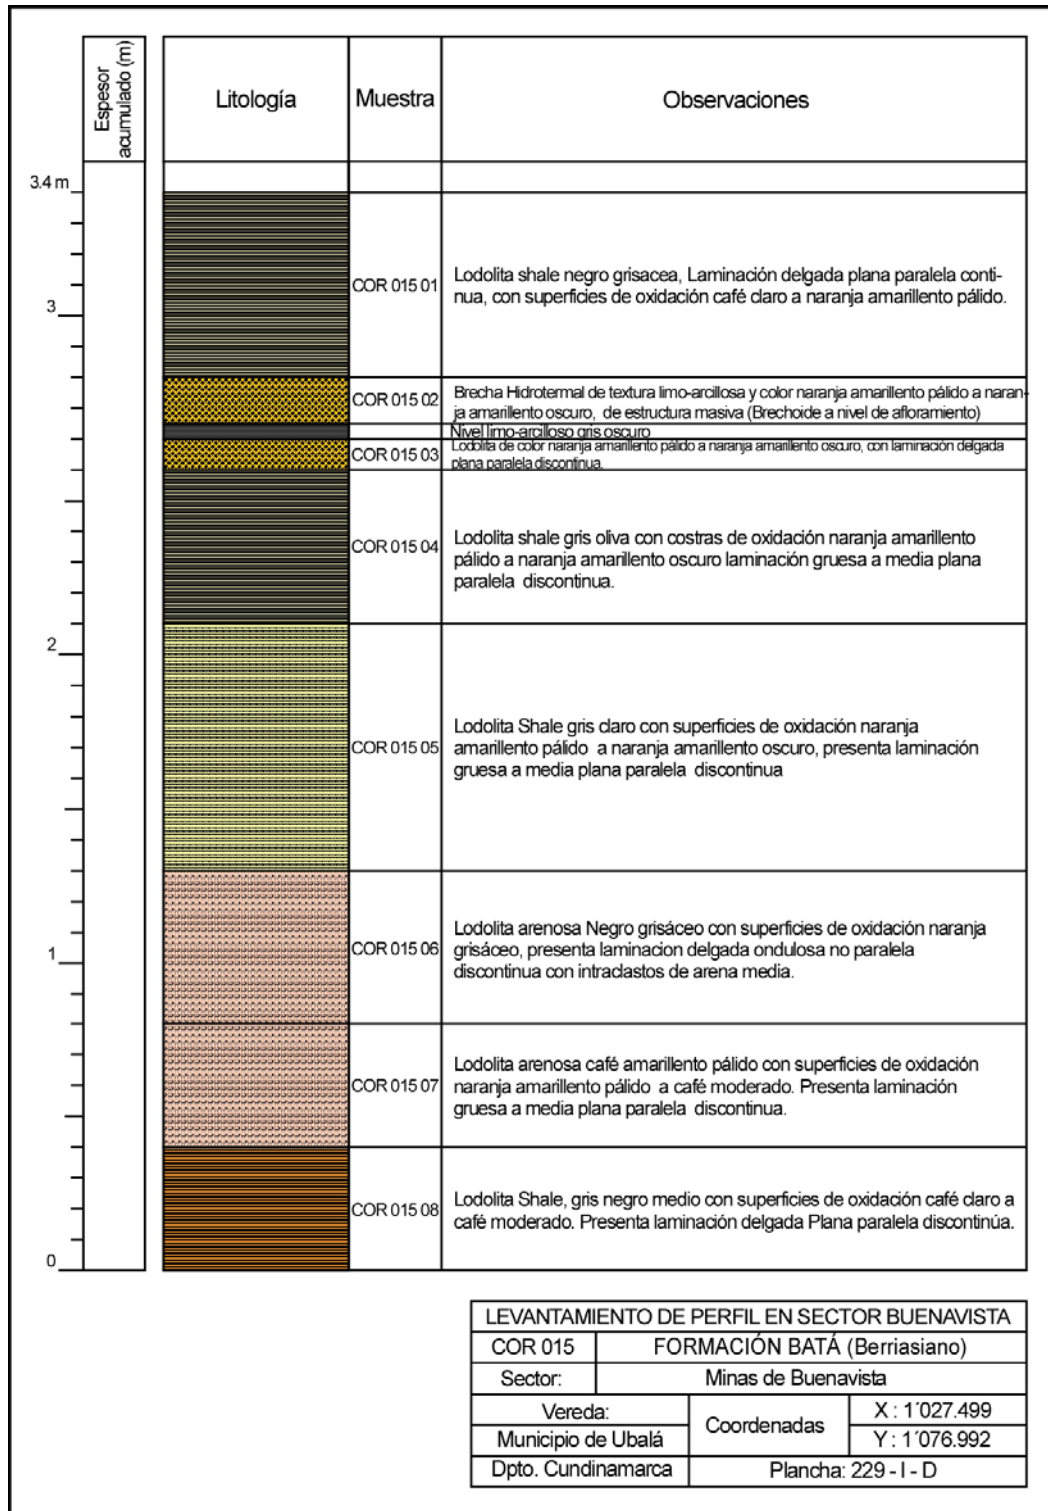 Espesor
acumulado (m)
Litología
Muestra
Observaciones
3.4 m
COR 015 01
Lodolita shale negro grisacea, Laminación delgada plana paralela conti-
nua, con superficies de oxidación café claro a naranja amarillento pálido.
3
COR 015 02
Brecha Hidrotermal de textura limo-arcillosa y color naranja amarillento pálido a naran-
ja amarillento oscuro, de estructura masiva (Brechoide a nivel de afloramiento)
Nivel limo-arcilloso gris oscuro
COR 015 03
Lodolita de color naranja amarillento pálido a naranja amarillento oscuro, con laminación delgada
plana paralela discontinua.
COR 015 04
Lodolita shale gris oliva con costras de oxidación naranja amarillento
pálido a naranja amarillento oscuro laminación gruesa a media plana
paralela discontinua.
2
COR 015 05
Lodolita Shale gris claro con superficies de oxidación naranja
amarillento pálido a naranja amarillento oscuro, presenta laminación
gruesa a media plana paralela discontinua
COR 015 06
Lodolita arenosa Negro grisáceo con superficies de oxidación naranja
grisáceo, presenta laminacion delgada ondulosa no paralela
discontinua con intraclastos de arena media.
1
COR 015 07
Lodolita arenosa café amarillento pálido con superficies de oxidación
naranja amarillento pálido a café moderado. Presenta laminación
gruesa a media plana paralela discontinua.
COR 015 08
Lodolita Shale, gris negro medio con superficies de oxidación café claro a
café moderado. Presenta laminación delgada Plana paralela discontinúa.
0
LEVANTAMIENTO DE PERFIL EN SECTOR BUENAVISTA
COR 015
FORMACIÓN BATÁ (Berriasiano)
Sector:
Minas de Buenavista
Vereda:
Coordenadas
X : 1´027.499
Municipio de Ubalá
Y : 1´076.992
Dpto. Cundinamarca
Plancha: 229 - I - D